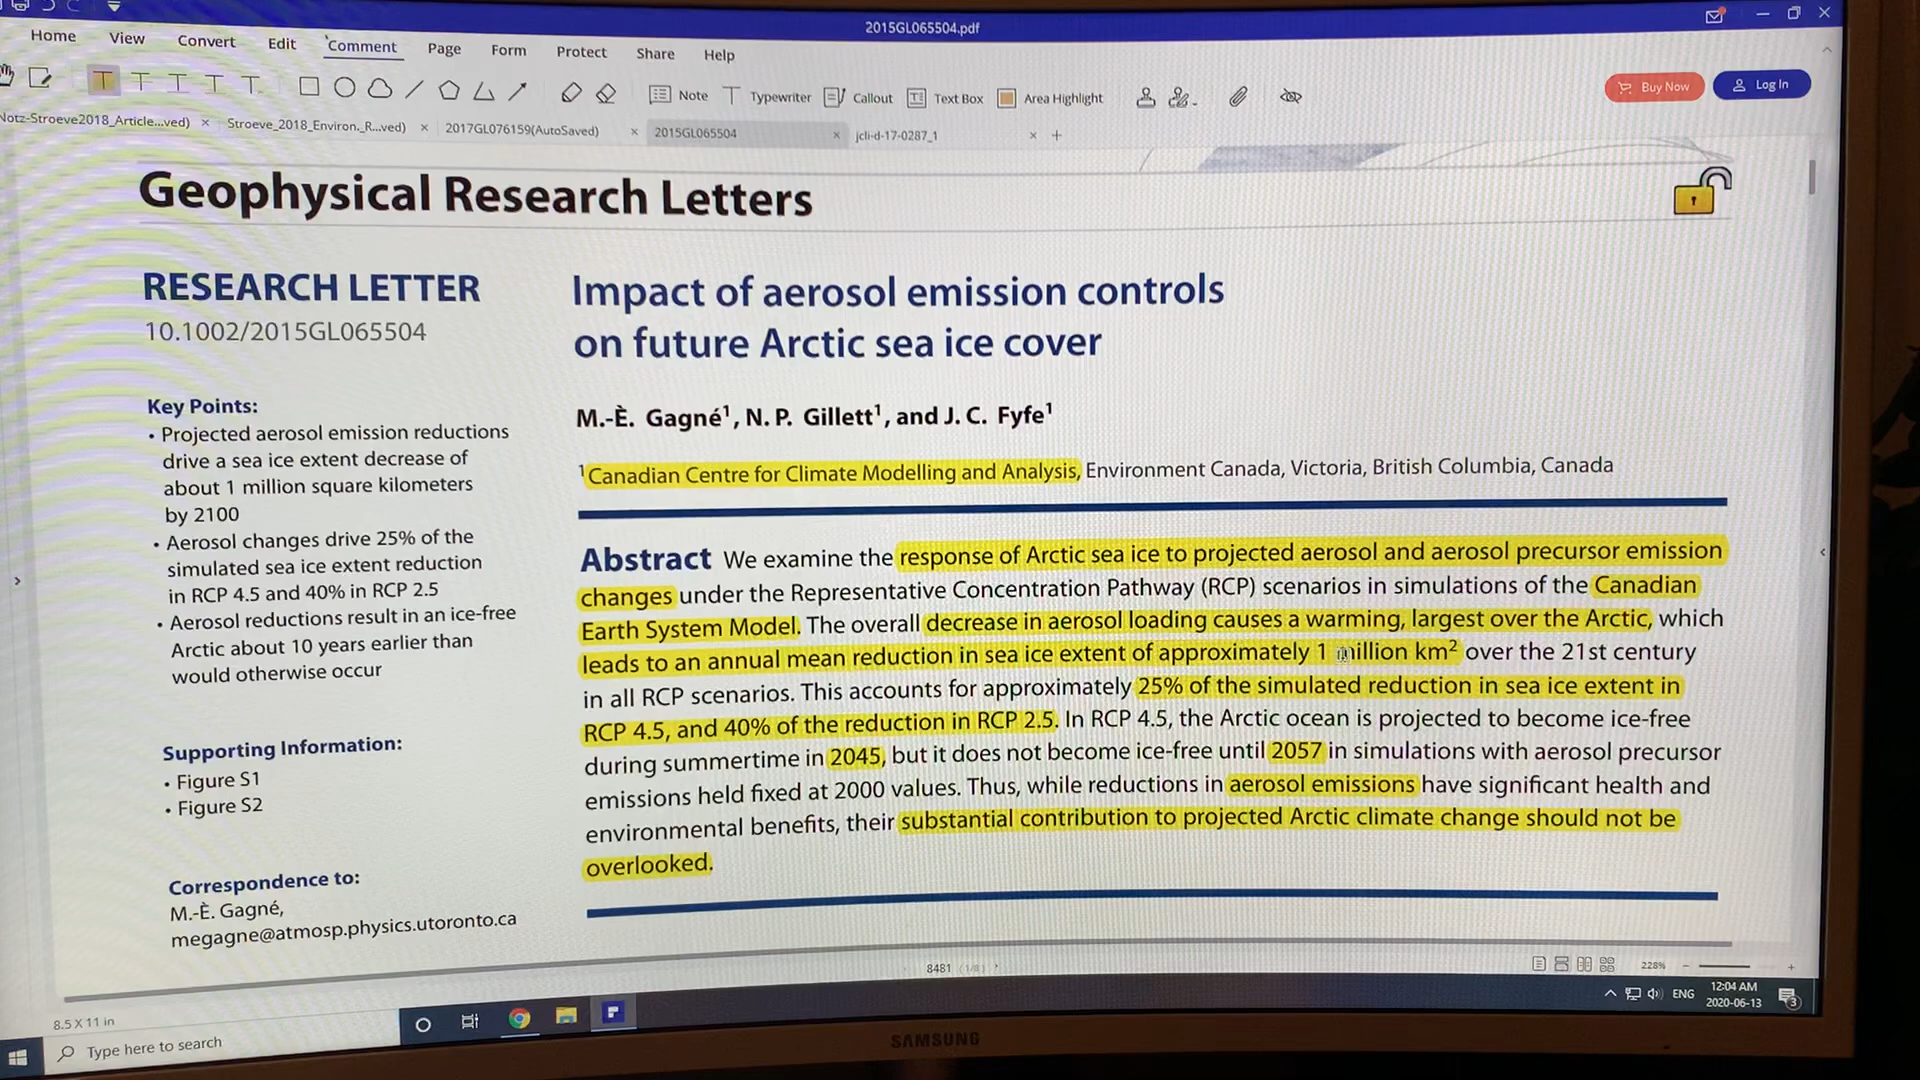 2015GL065504.pdf
Home View Convert Edit Comment Page Form Protect Share Help
Note Typewriter Callout Text Box Area Highlight
Buy Now Log In
Notz-Stroeve2018_Article...ved) × Stroeve_2018_Environ._R...ved) × 2017GL076159(AutoSaved) × 2015GL065504 × jcli-d-17-0287_1 × +
Geophysical Research Letters
RESEARCH LETTER
10.1002/2015GL065504
Key Points:
• Projected aerosol emission reductions
drive a sea ice extent decrease of
about 1 million square kilometers
by 2100
• Aerosol changes drive 25% of the
simulated sea ice extent reduction
in RCP 4.5 and 40% in RCP 2.5
• Aerosol reductions result in an ice-free
Arctic about 10 years earlier than
would otherwise occur
Supporting Information:
• Figure S1
• Figure S2
Correspondence to:
M.-È. Gagné,
megagne@atmosp.physics.utoronto.ca
Impact of aerosol emission controls
on future Arctic sea ice cover
M.-È. Gagné¹, N. P. Gillett¹, and J. C. Fyfe¹
¹Canadian Centre for Climate Modelling and Analysis, Environment Canada, Victoria, British Columbia, Canada
Abstract We examine the response of Arctic sea ice to projected aerosol and aerosol precursor emission
changes under the Representative Concentration Pathway (RCP) scenarios in simulations of the Canadian
Earth System Model. The overall decrease in aerosol loading causes a warming, largest over the Arctic, which
leads to an annual mean reduction in sea ice extent of approximately 1 million km² over the 21st century
in all RCP scenarios. This accounts for approximately 25% of the simulated reduction in sea ice extent in
RCP 4.5, and 40% of the reduction in RCP 2.5. In RCP 4.5, the Arctic ocean is projected to become ice-free
during summertime in 2045, but it does not become ice-free until 2057 in simulations with aerosol precursor
emissions held fixed at 2000 values. Thus, while reductions in aerosol emissions have significant health and
environmental benefits, their substantial contribution to projected Arctic climate change should not be
overlooked.
8481 (1/8)
228%
8.5 X 11 in
Type here to search
ENG
12:04 AM
2020-06-13
3
SAMSUNG